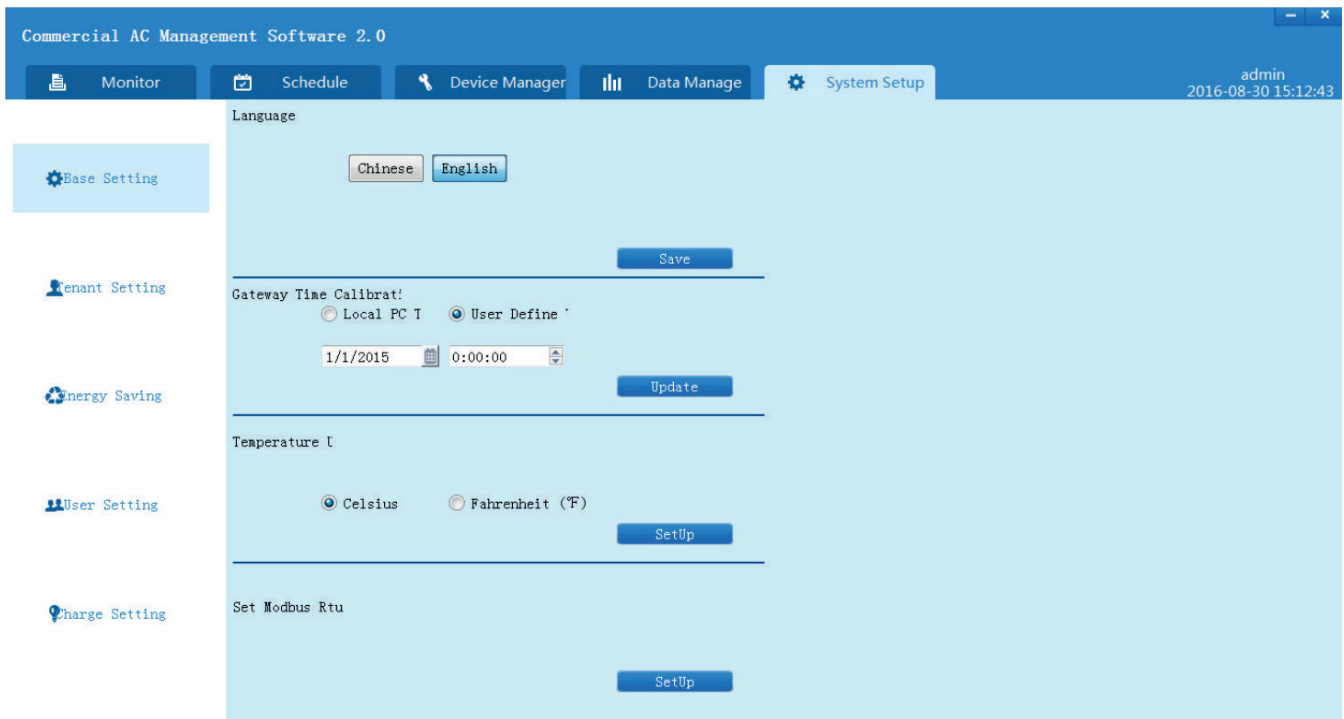 Commercial AC Management Software 2.0
Monitor Schedule Device Manager Data Manage System Setup
admin
2016-08-30 15:12:43
Base Setting
Tenant Setting
Energy Saving
User Setting
Charge Setting
Language
Chinese English
Save
Gateway Time Calibrat
Local PC T User Define
1/1/2015 0:00:00
Update
Temperature
Celsius Fahrenheit (℉)
SetUp
Set Modbus Rtu
SetUp